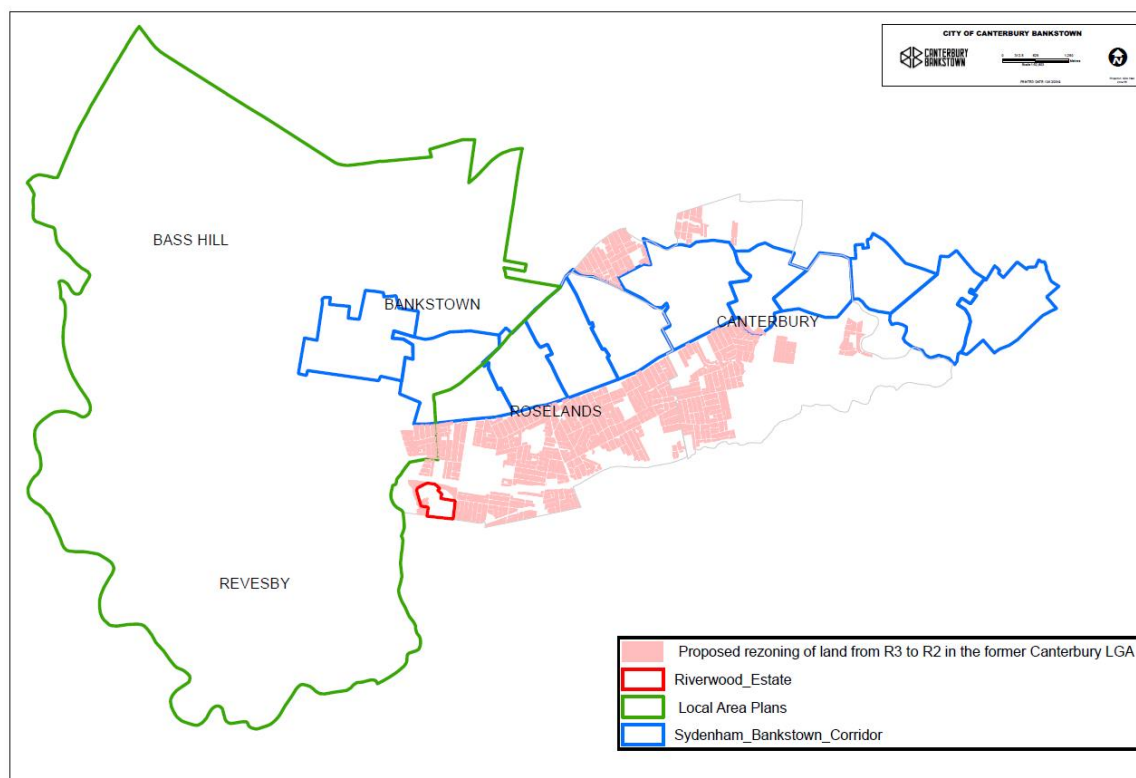 CITY OF CANTERBURY BANKSTOWN
CANTERBURY
BANKSTOWN
BASS HILL
BANKSTOWN
CANTERBURY
ROSELANDS
REVESBY
Proposed rezoning of land from R3 to R2 in the former Canterbury LGA
Riverwood_Estate
Local Area Plans
Sydenham_Bankstown_Corridor